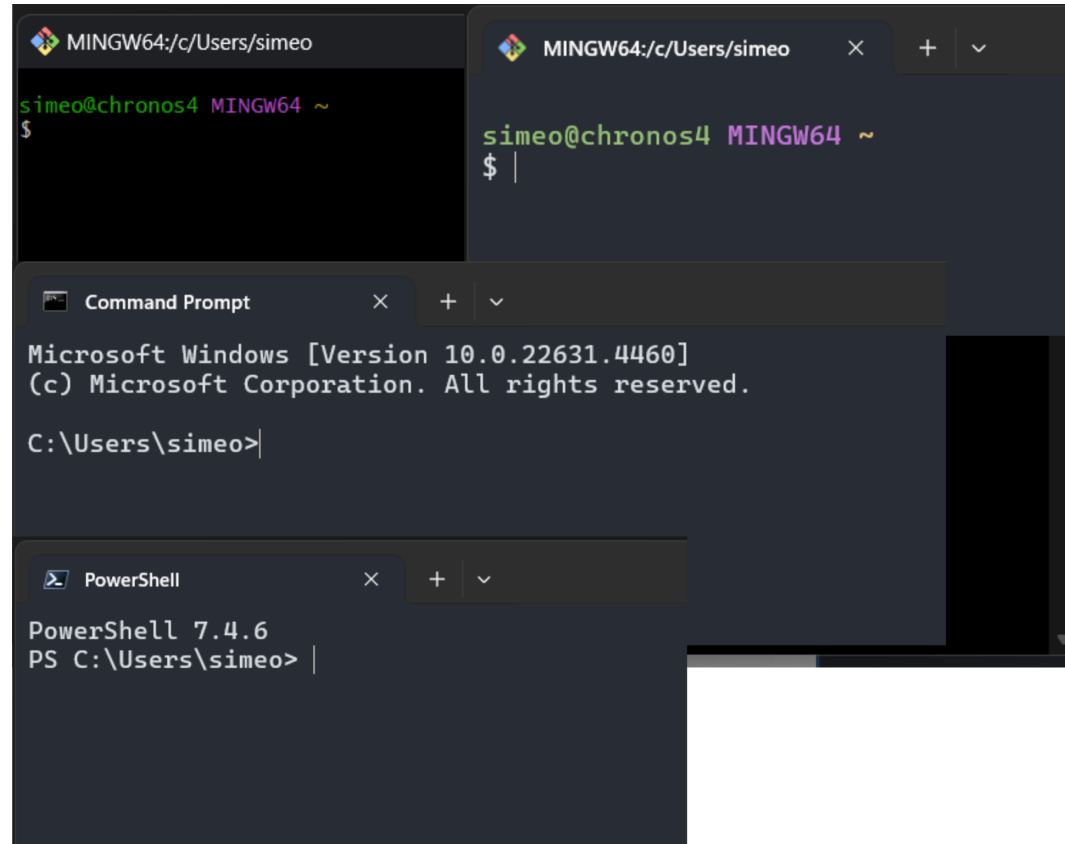 MINGW64:/c/Users/simeo
simeo@chronos4 MINGW64 ~
$
MINGW64:/c/Users/simeo
simeo@chronos4 MINGW64 ~
$
Command Prompt
Microsoft Windows [Version 10.0.22631.4460]
(c) Microsoft Corporation. All rights reserved.
C:\Users\simeo>
PowerShell
PowerShell 7.4.6
PS C:\Users\simeo>